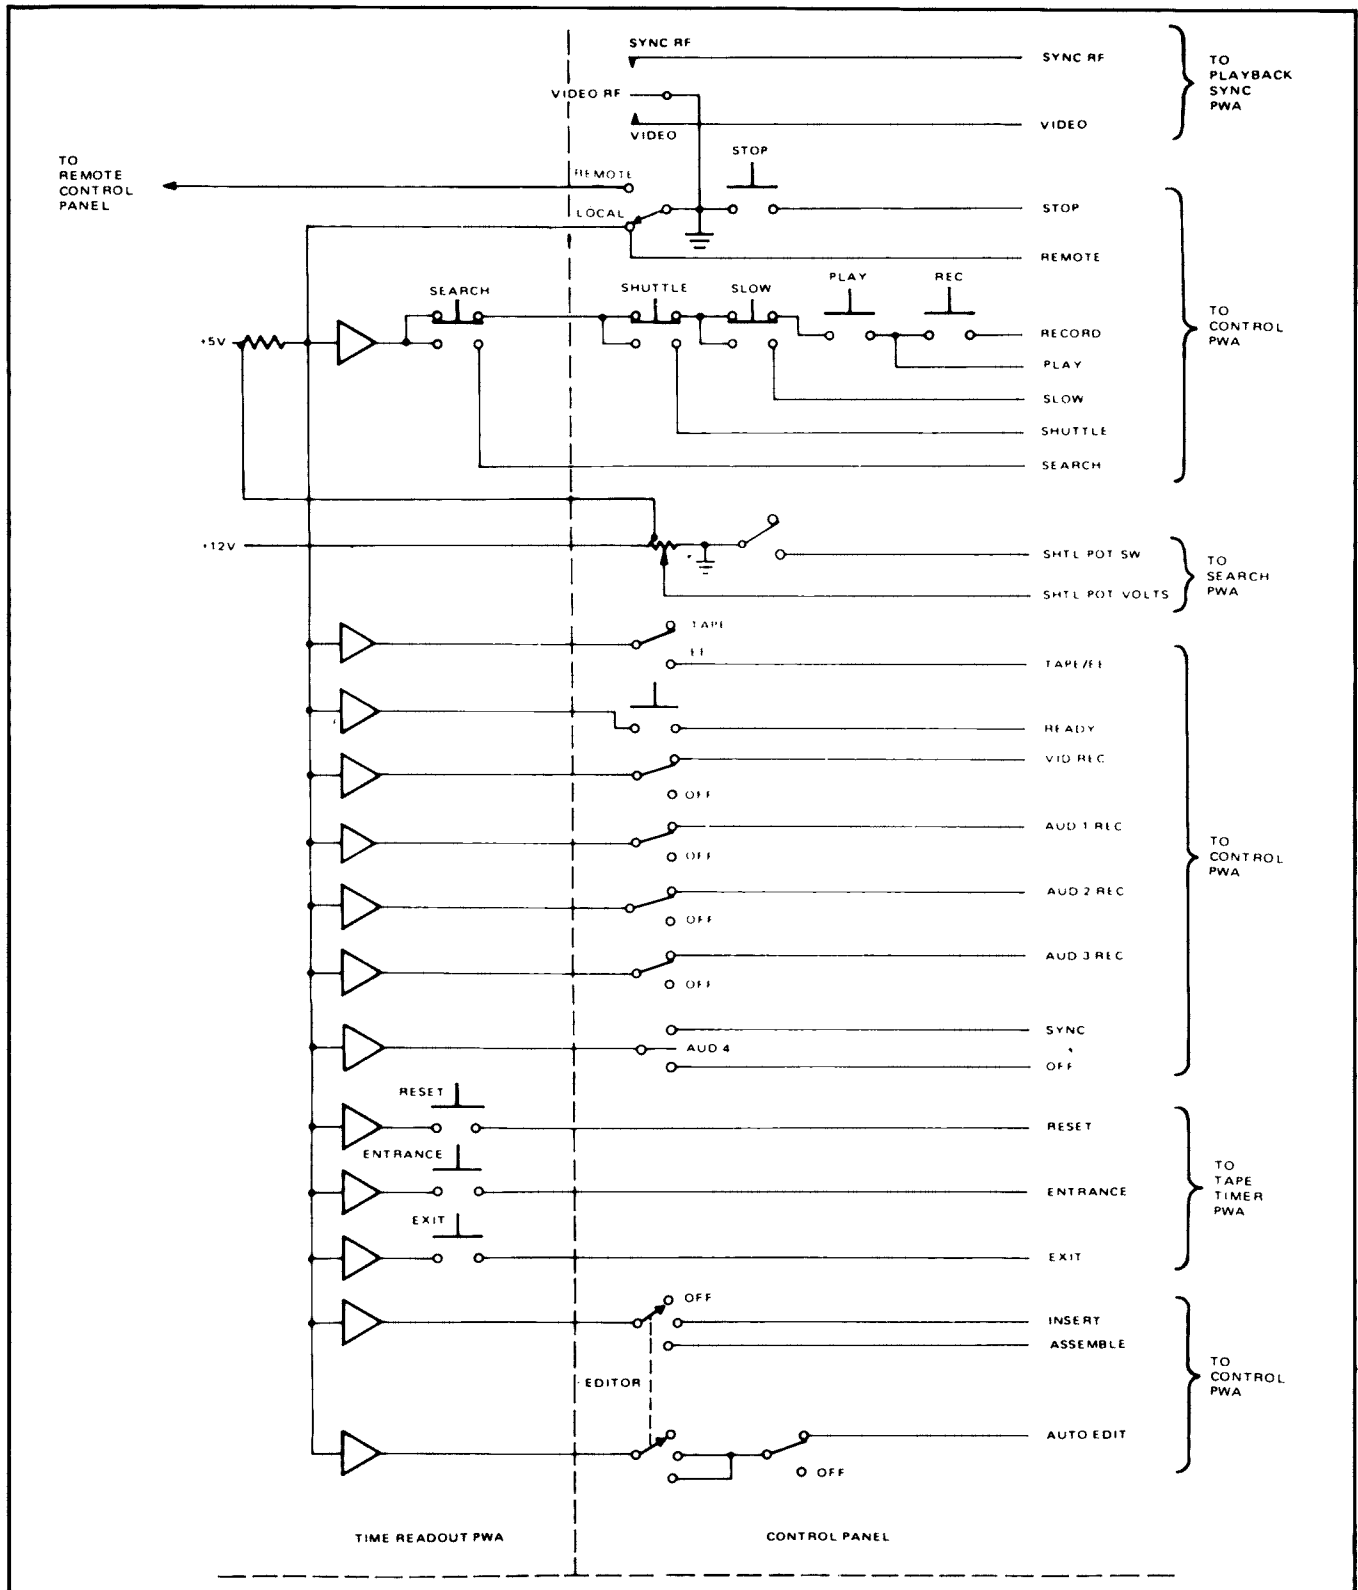 SYNC RF
SYNC RF
TO
PLAYBACK
SYNC
PWA
VIDEO RF
VIDEO
VIDEO
TO
REMOTE
CONTROL
PANEL
REMOTE
STOP
LOCAL
STOP
REMOTE
SEARCH
SHUTTLE
SLOW
PLAY
REC
+5V
RECORD
PLAY
SLOW
SHUTTLE
SEARCH
TO
CONTROL
PWA
+12V
SHTL POT SW
SHTL POT VOLTS
TO
SEARCH
PWA
TAPE
EE
TAPE/EE
READY
VID REC
OFF
AUD 1 REC
OFF
AUD 2 REC
OFF
AUD 3 REC
OFF
SYNC
AUD 4
OFF
TO
CONTROL
PWA
RESET
RESET
ENTRANCE
ENTRANCE
EXIT
EXIT
TO
TAPE
TIMER
PWA
OFF
INSERT
ASSEMBLE
EDITOR
AUTO EDIT
OFF
TO
CONTROL
PWA
TIME READOUT PWA
CONTROL PANEL